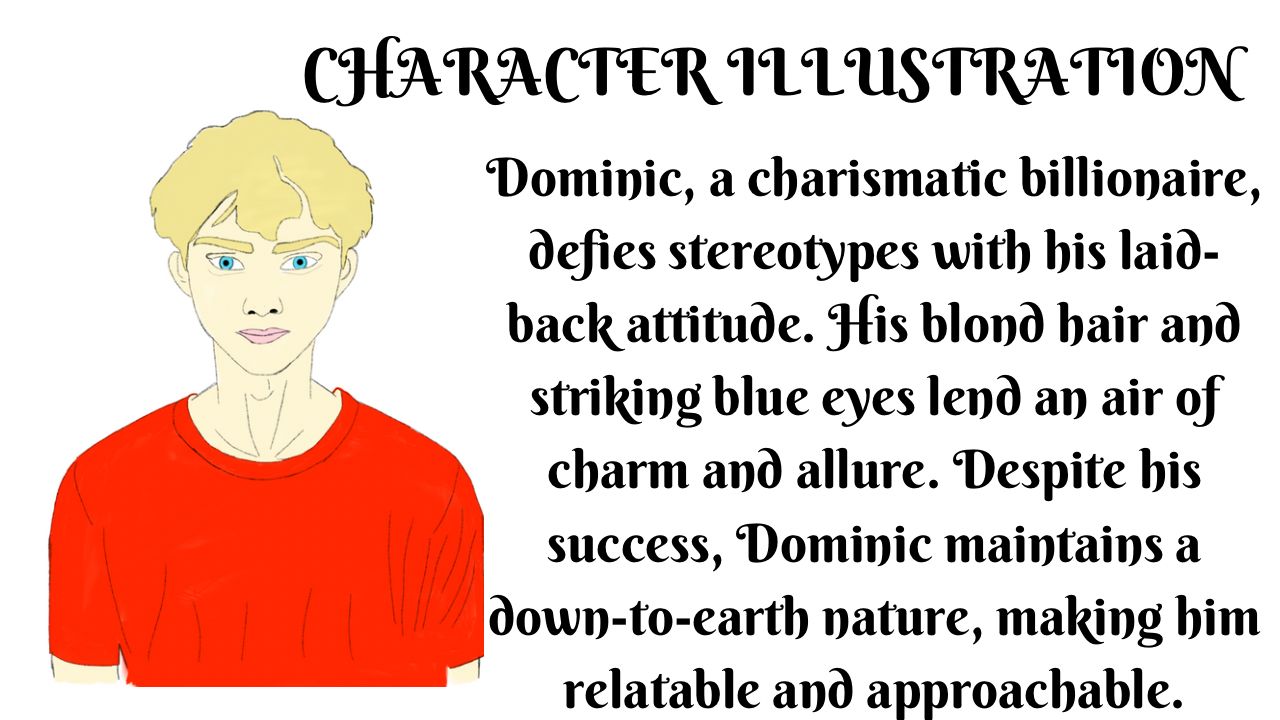 CHARACTER ILLUSTRATION
Dominic, a charismatic billionaire,
defies stereotypes with his laid-
back attitude. His blond hair and
striking blue eyes lend an air of
charm and allure. Despite his
success, Dominic maintains a
down-to-earth nature, making him
relatable and approachable.